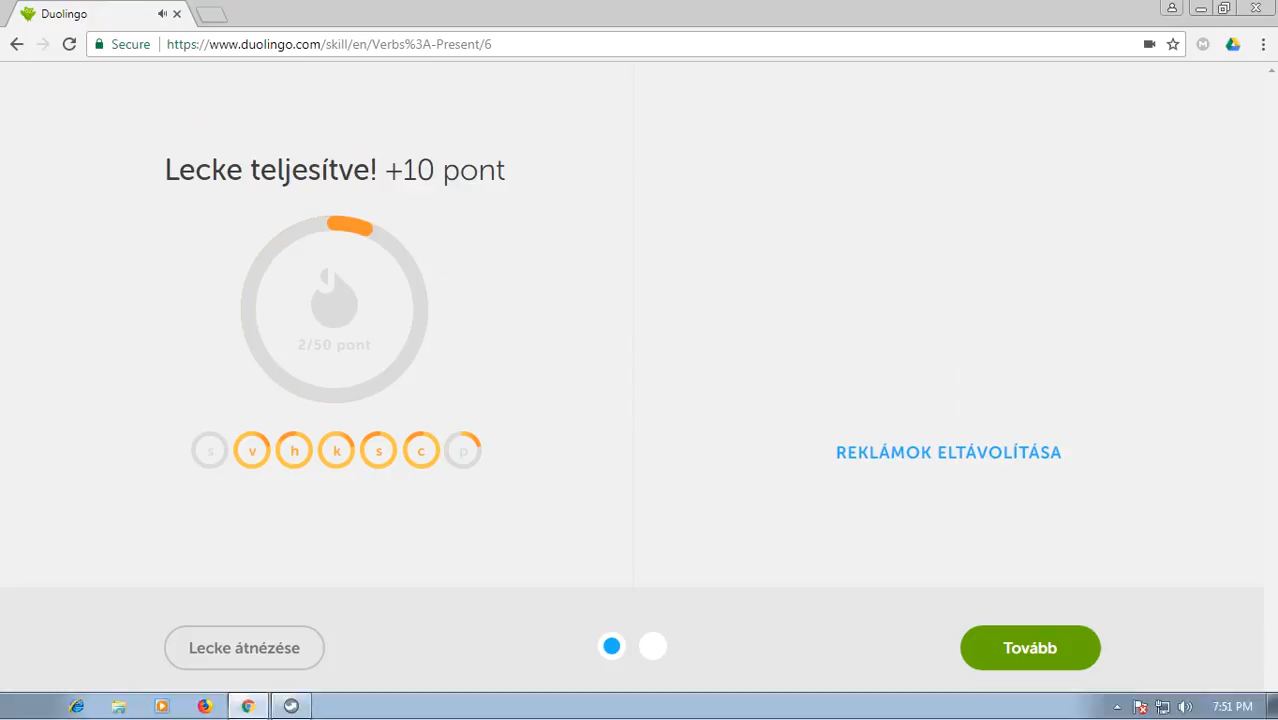 Duolingo
Secure
https://www.duolingo.com/skill/en/Verbs%3A-Present/6
Lecke teljesítve! +10 pont
2/50 pont
s v h k s c p
REKLÁMOK ELTÁVOLÍTÁSA
Lecke átnézése
Tovább
7:51 PM